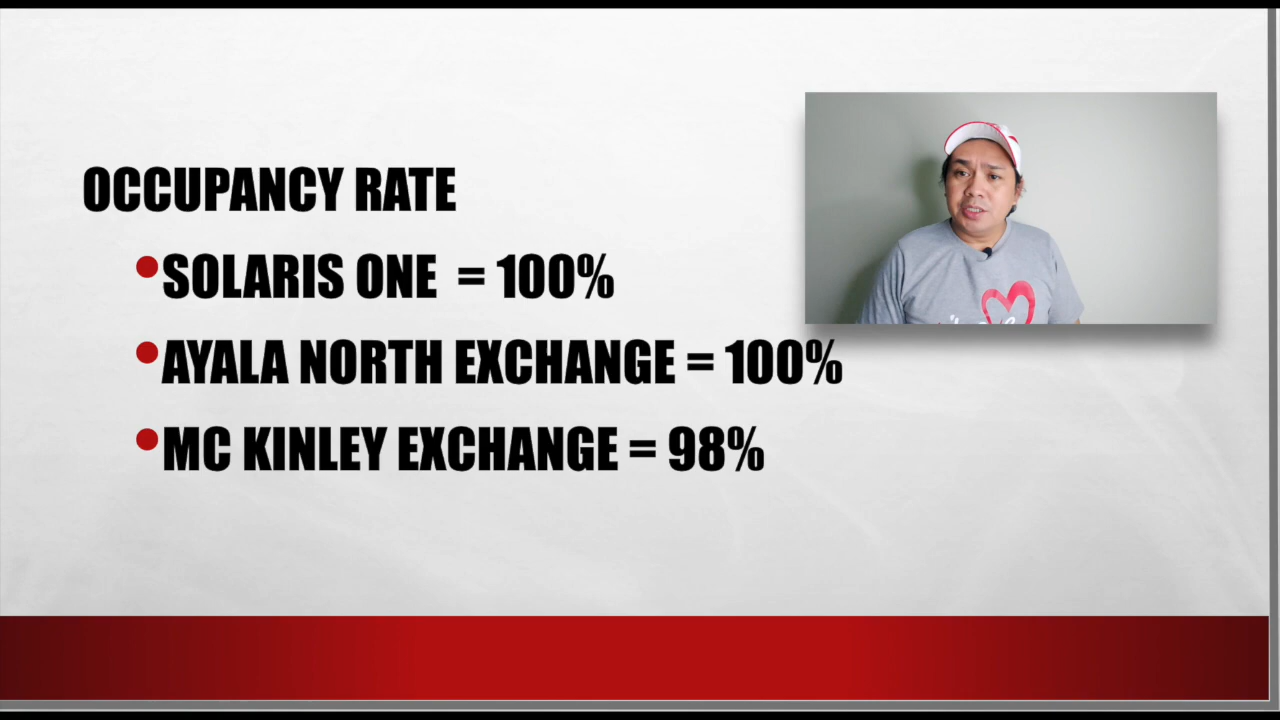 OCCUPANCY RATE
•SOLARIS ONE = 100%
•AYALA NORTH EXCHANGE = 100%
•MC KINLEY EXCHANGE = 98%